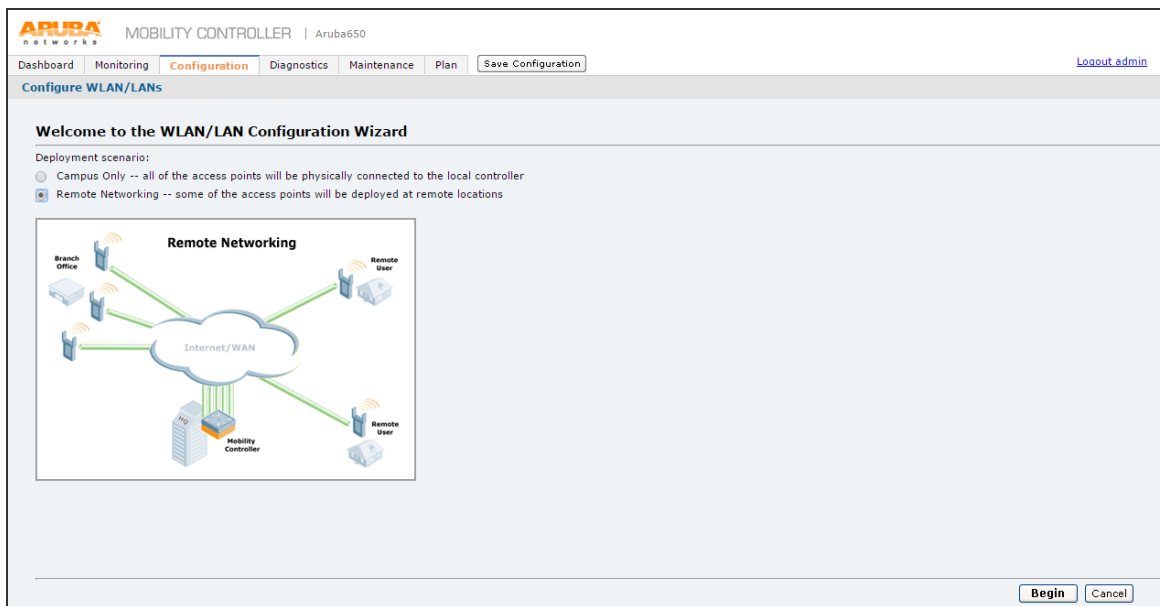 ARUBA networks MOBILITY CONTROLLER | Aruba650
Dashboard Monitoring Configuration Diagnostics Maintenance Plan Save Configuration Logout admin
Configure WLAN/LANs
Welcome to the WLAN/LAN Configuration Wizard
Deployment scenario:
Campus Only -- all of the access points will be physically connected to the local controller
Remote Networking -- some of the access points will be deployed at remote locations
Remote Networking
Branch
Office
Remote
User
Internet/WAN
HQ
Mobility
Controller
Remote
User
Begin Cancel